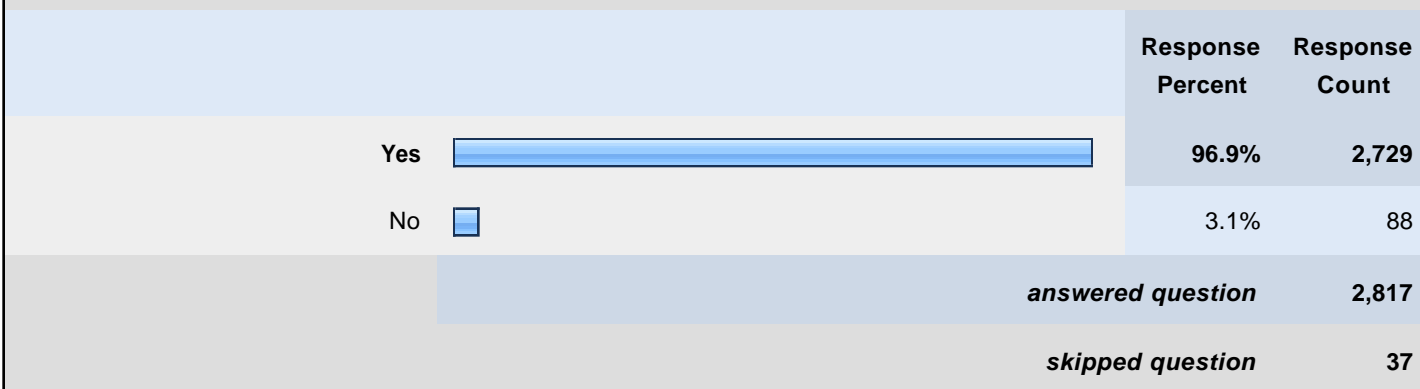 Response Percent
Response Count
Yes 96.9% 2,729
No 3.1% 88
answered question 2,817
skipped question 37